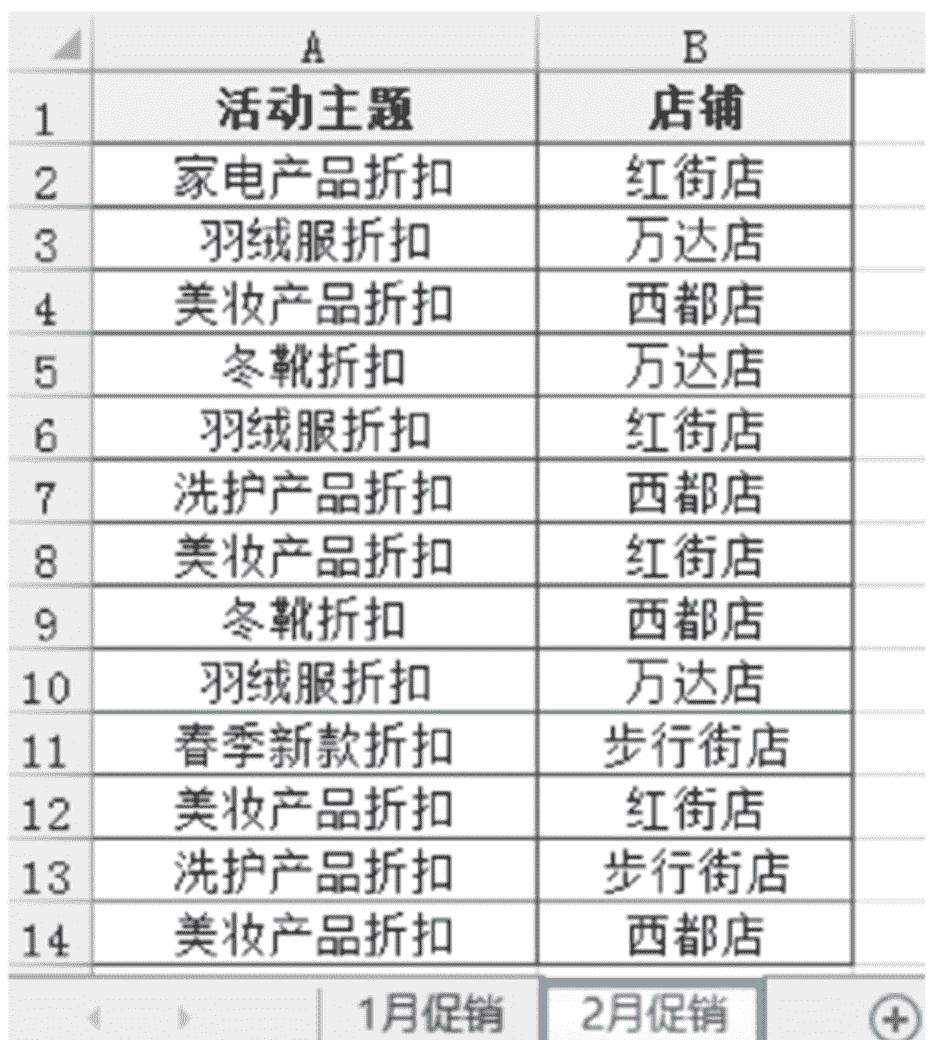 A B
1 活动主题 店铺
2 家电产品折扣 红街店
3 羽绒服折扣 万达店
4 美妆产品折扣 西都店
5 冬靴折扣 万达店
6 羽绒服折扣 红街店
7 洗护产品折扣 西都店
8 美妆产品折扣 红街店
9 冬靴折扣 西都店
10 羽绒服折扣 万达店
11 春季新款折扣 步行街店
12 美妆产品折扣 红街店
13 洗护产品折扣 步行街店
14 美妆产品折扣 西都店
1月促销 2月促销